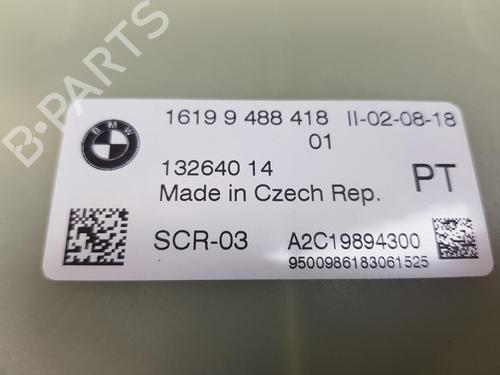 B-PARTS
BMW
1619 9 488 418 II-02-08-18
01
132640 14
Made in Czech Rep.
PT
SCR-03 A2C19894300
9500986183061525